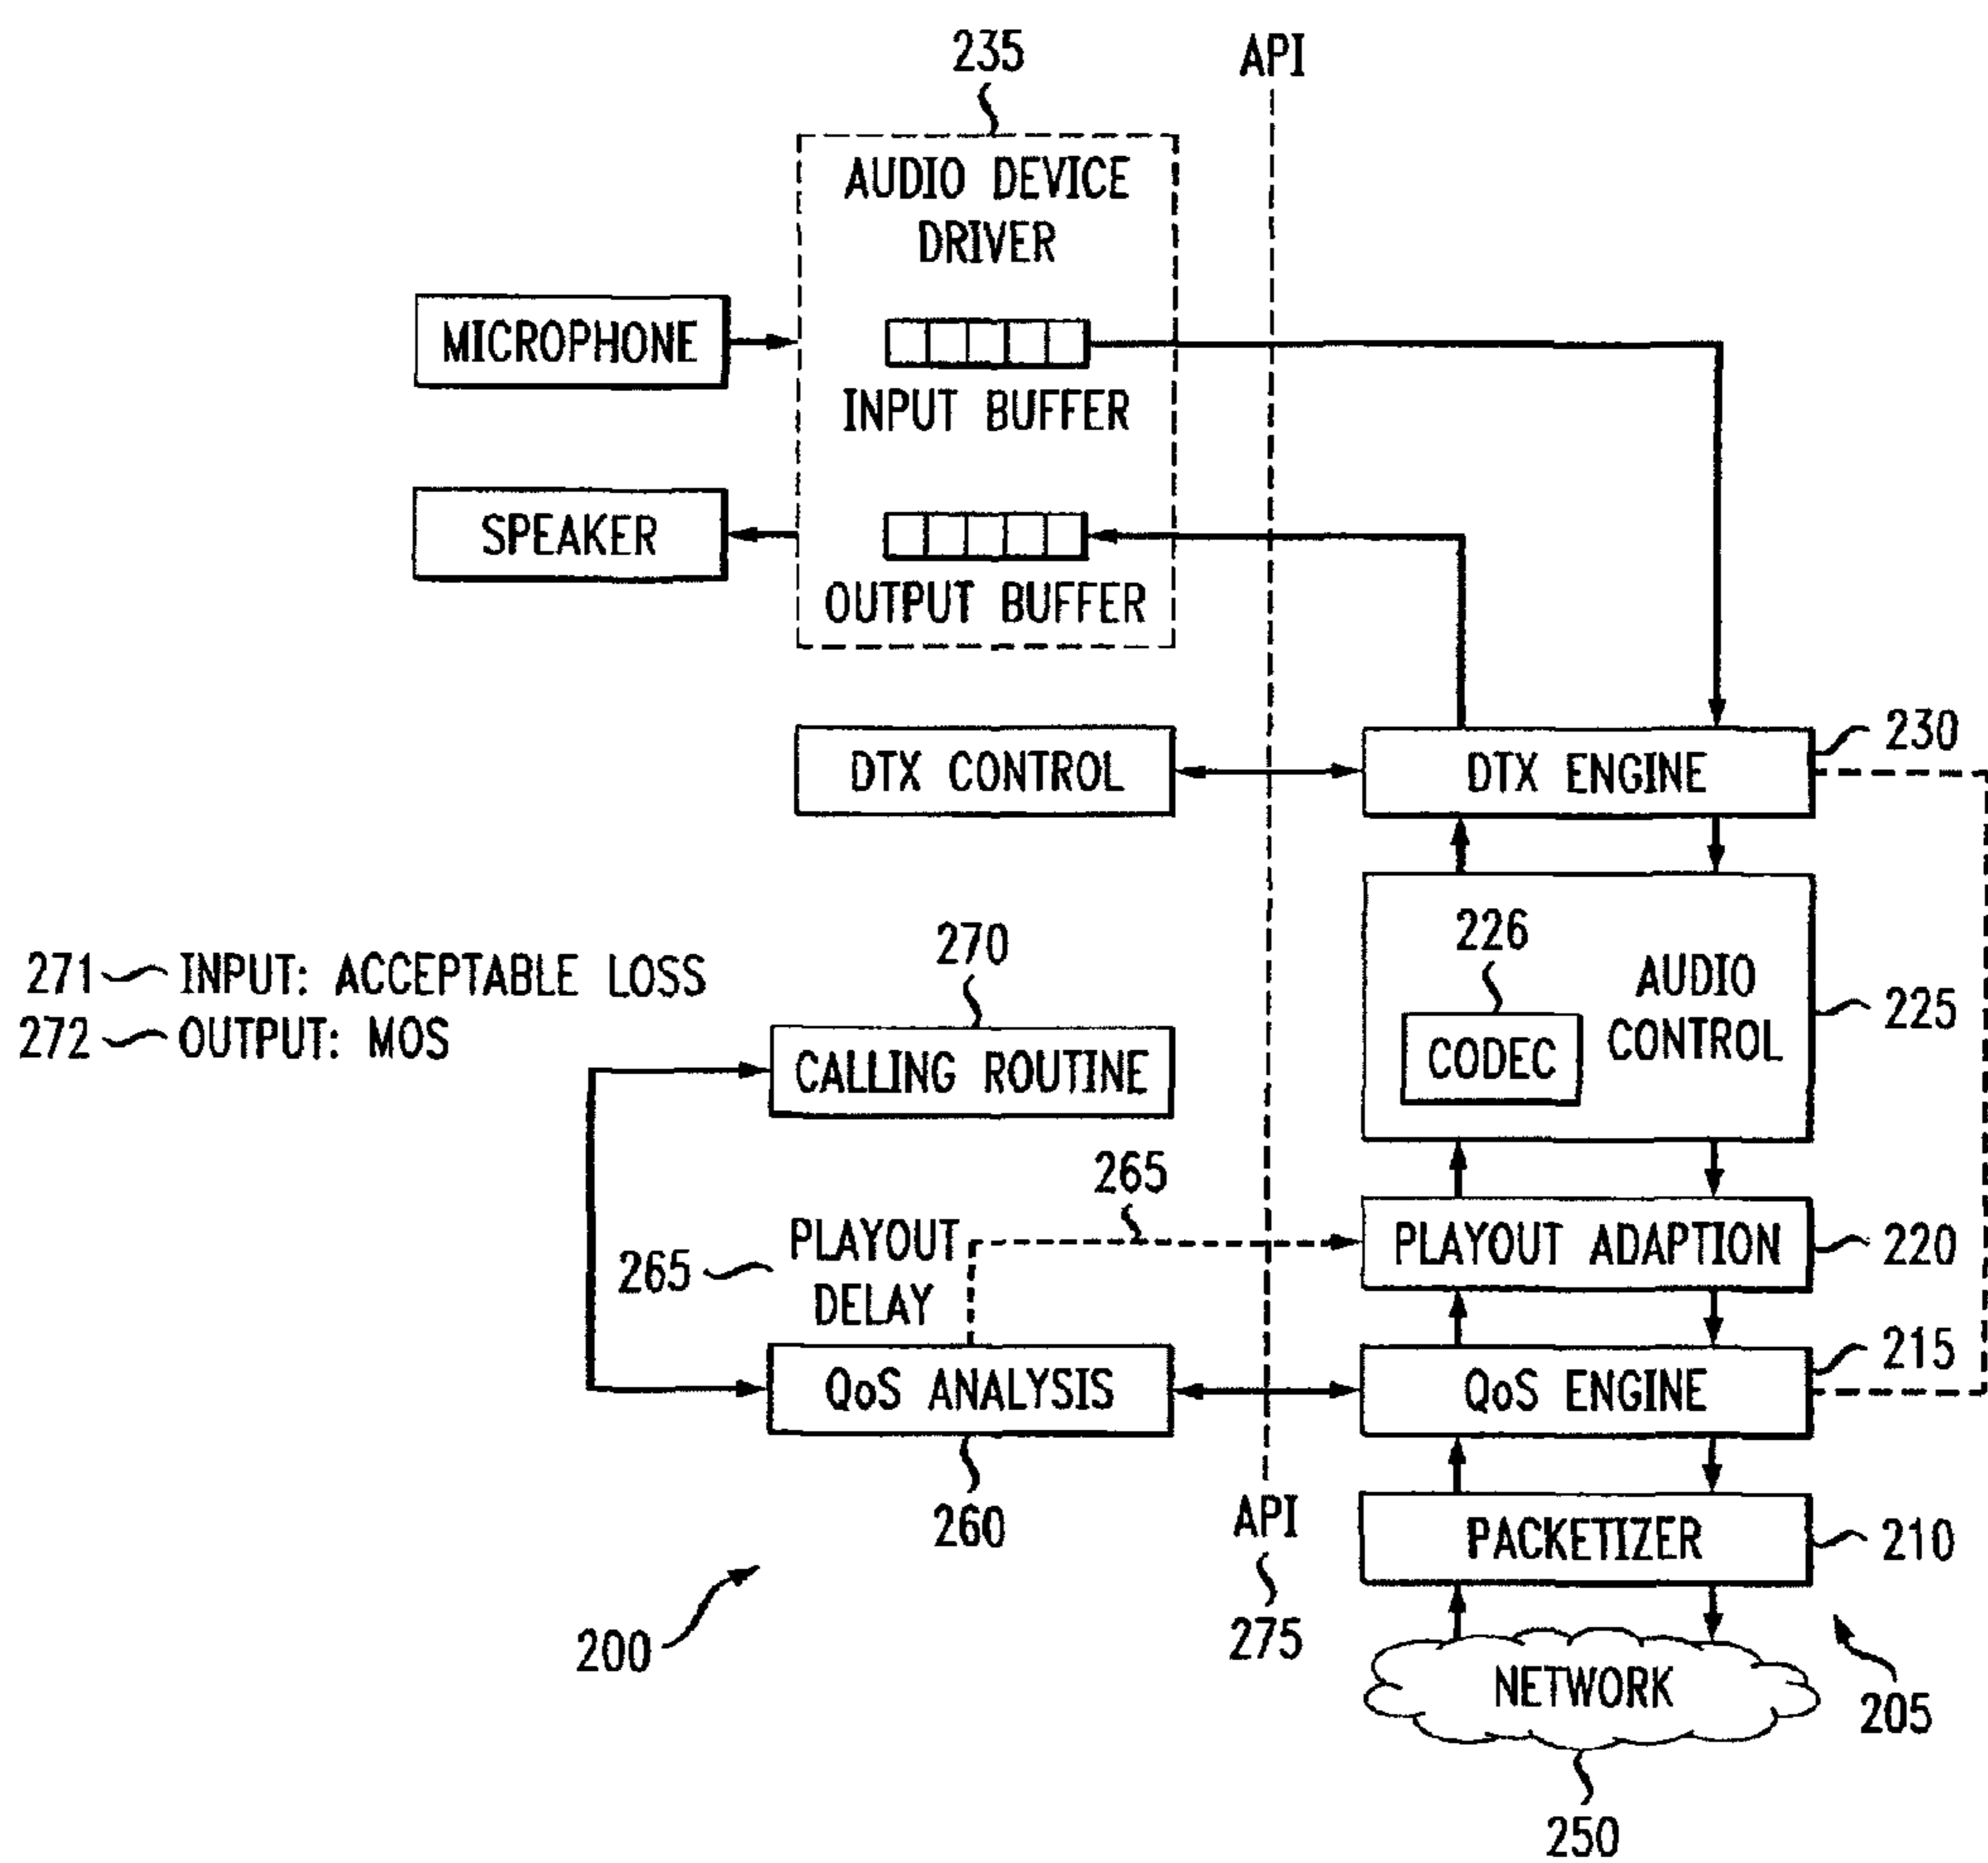 235
API
AUDIO DEVICE
DRIVER
MICROPHONE
INPUT BUFFER
SPEAKER
OUTPUT BUFFER
230
DTX CONTROL
DTX ENGINE
270
226
271 INPUT: ACCEPTABLE LOSS
AUDIO
CONTROL
225
272 OUTPUT: MOS
CALLING ROUTINE
CODEC
265
265
PLAYOUT
DELAY
PLAYOUT ADAPTION
220
215
QoS ANALYSIS
QoS ENGINE
260
API
PACKETIZER
210
200
275
NETWORK
205
250